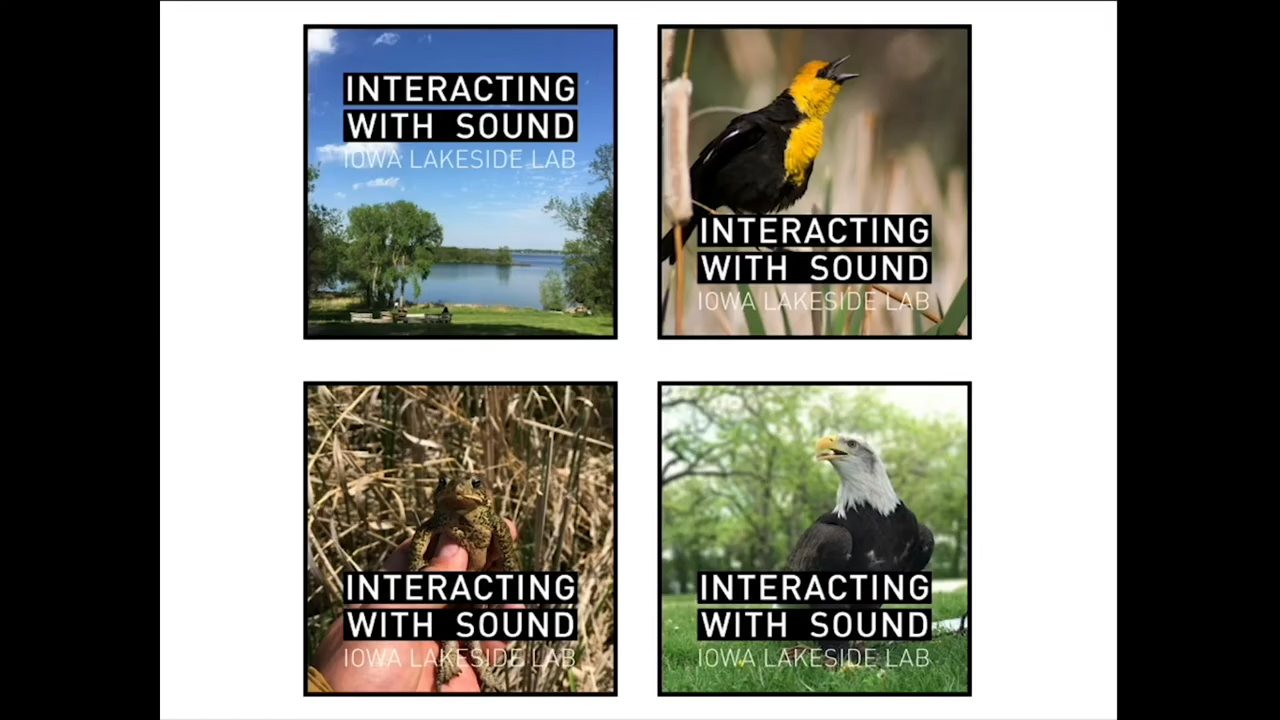 INTERACTING
WITH SOUND
IOWA LAKESIDE LAB
INTERACTING
WITH SOUND
IOWA LAKESIDE LAB
INTERACTING
WITH SOUND
IOWA LAKESIDE LAB
INTERACTING
WITH SOUND
IOWA LAKESIDE LAB